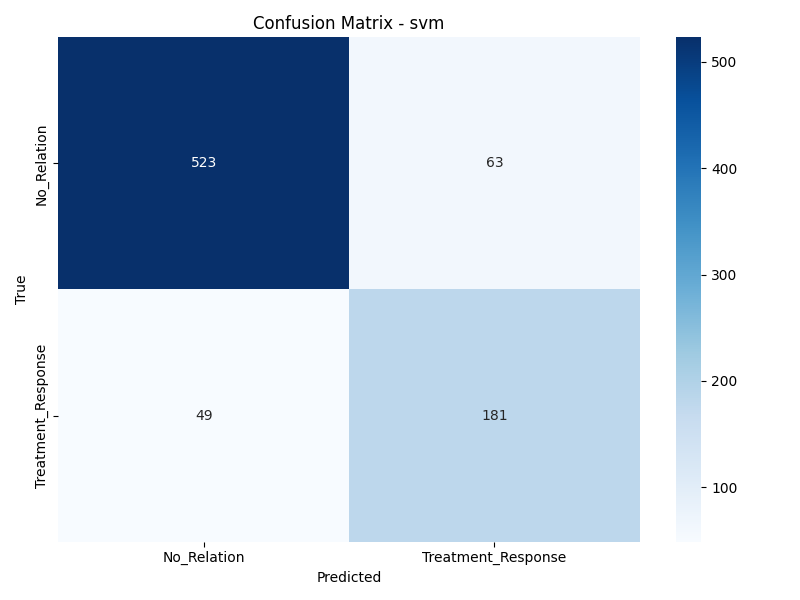 Confusion Matrix - svm
No_Relation
523
63
True
Treatment_Response
49
181
No_Relation
Treatment_Response
Predicted
500
400
300
200
100